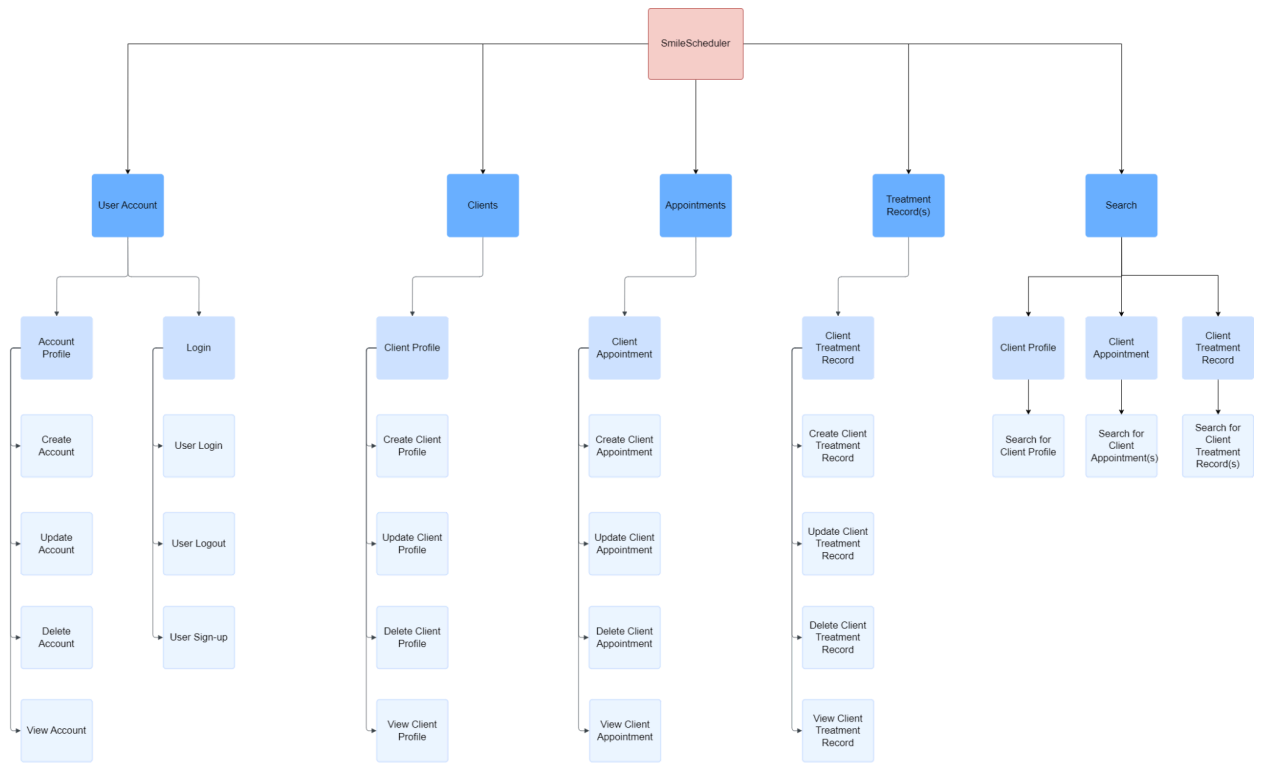 SmileScheduler
User Account
Clients
Appointments
Treatment
Record(s)
Search
Account
Profile
Login
Client Profile
Client
Appointment
Client
Treatment
Record
Client Profile
Client
Appointment
Client
Treatment
Record
Create
Account
User Login
Create Client
Profile
Create Client
Appointment
Create Client
Treatment
Record
Search for
Client Profile
Search for
Client
Appointment(s)
Search for
Client
Treatment
Record(s)
Update
Account
User Logout
Update Client
Profile
Update Client
Appointment
Update Client
Treatment
Record
Delete
Account
User Sign-up
Delete Client
Profile
Delete Client
Appointment
Delete Client
Treatment
Record
View Account
View Client
Profile
View Client
Appointment
View Client
Treatment
Record